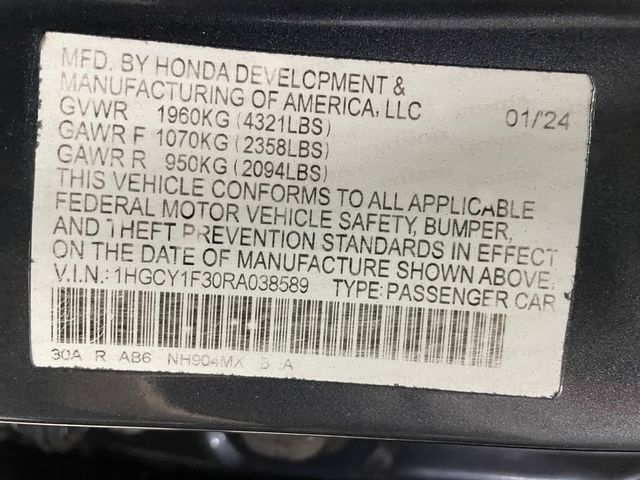 MFD. BY HONDA DEVELOPMENT &
MANUFACTURING OF AMERICA, LLC
GVWR 1960KG (4321LBS) 01/'24
GAWR F 1070KG (2358LBS)
GAWR R 950KG (2094LBS)
THIS VEHICLE CONFORMS TO ALL APPLICABLE
FEDERAL MOTOR VEHICLE SAFETY, BUMPER,
AND THEFT PREVENTION STANDARDS IN EFFECT
ON THE DATE OF MANUFACTURE SHOWN ABOVE.
V.I.N.: 1HGCY1F30RA038589 TYPE: PASSENGER CAR
30A R AB6 NH904MX